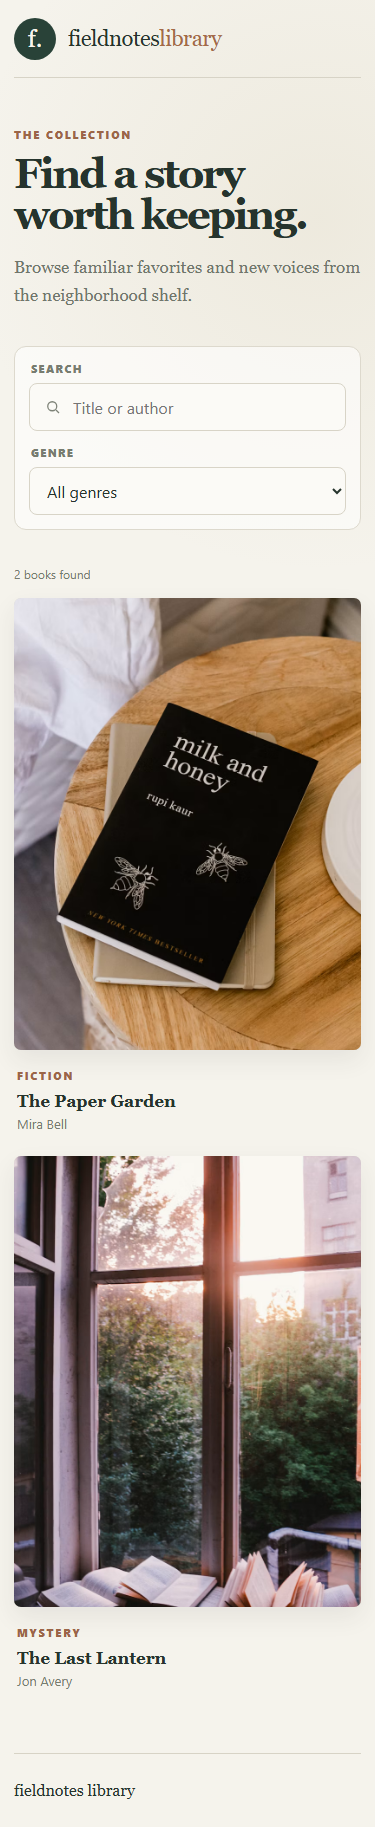 f. fieldnoteslibrary
THE COLLECTION
Find a story
worth keeping.
Browse familiar favorites and new voices from
the neighborhood shelf.
SEARCH
Title or author
GENRE
All genres
2 books found
milk and
honey
rupi kaur
NEW YORK TIMES BESTSELLER
FICTION
The Paper Garden
Mira Bell
MYSTERY
The Last Lantern
Jon Avery
fieldnotes library